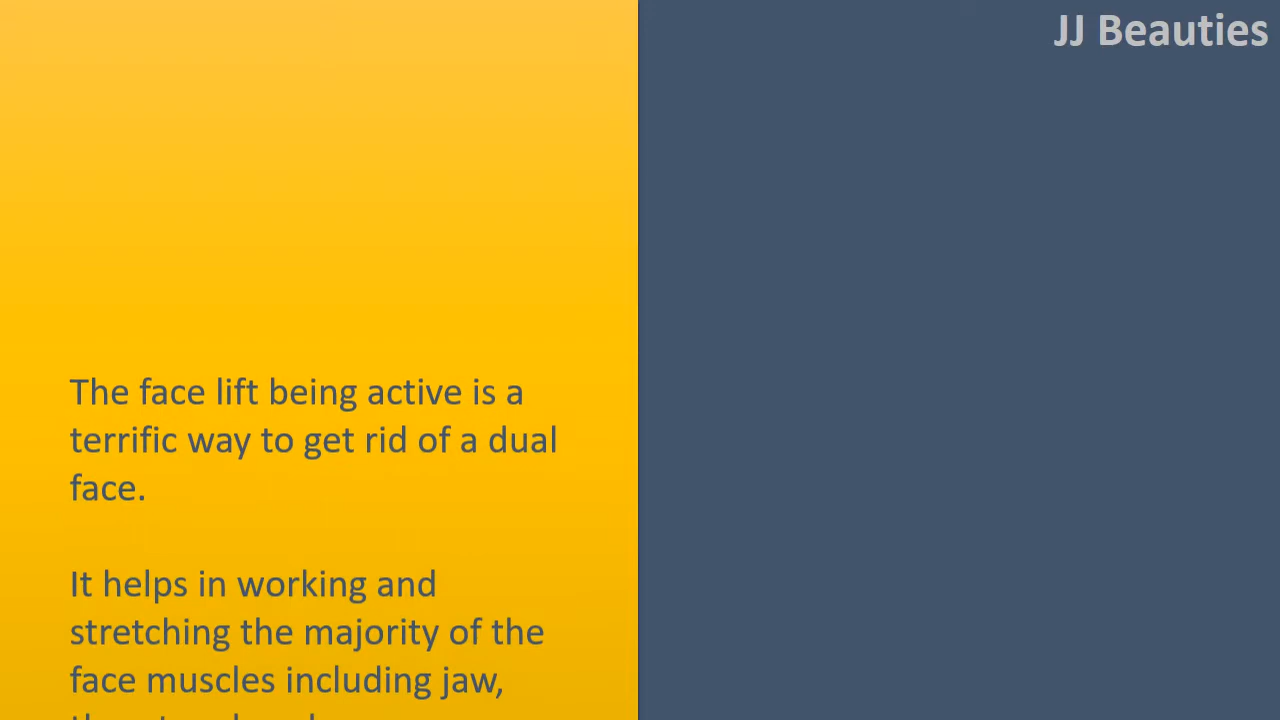 JJ Beauties
The face lift being active is a
terrific way to get rid of a dual
face.
It helps in working and
stretching the majority of the
face muscles including jaw,